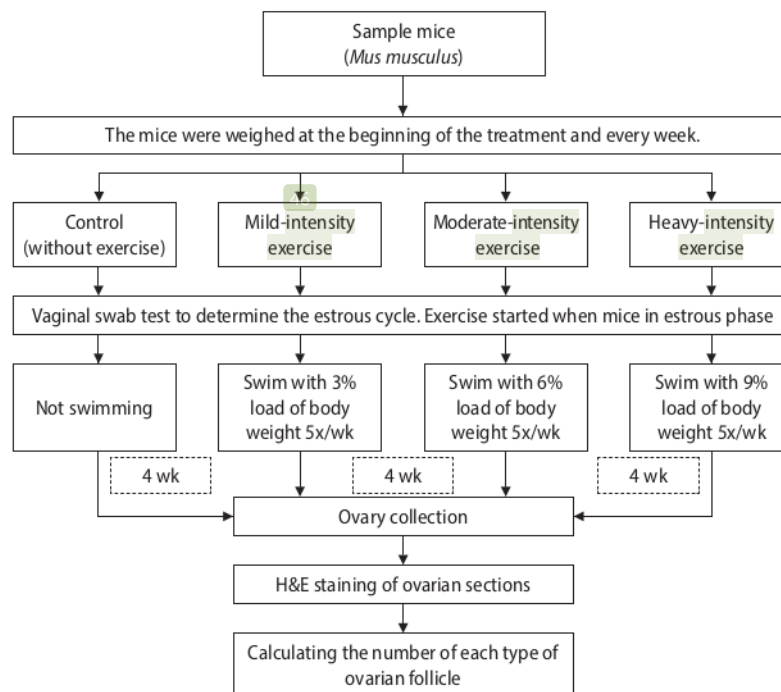 Sample mice
(Mus musculus)
The mice were weighed at the beginning of the treatment and every week.
Control
(without exercise)
46
Mild-intensity
exercise
Moderate-intensity
exercise
Heavy-intensity
exercise
Vaginal swab test to determine the estrous cycle. Exercise started when mice in estrous phase
Not swimming
Swim with 3%
load of body
weight 5x/wk
Swim with 6%
load of body
weight 5x/wk
Swim with 9%
load of body
weight 5x/wk
4 wk
4 wk
4 wk
Ovary collection
H&E staining of ovarian sections
Calculating the number of each type of
ovarian follicle